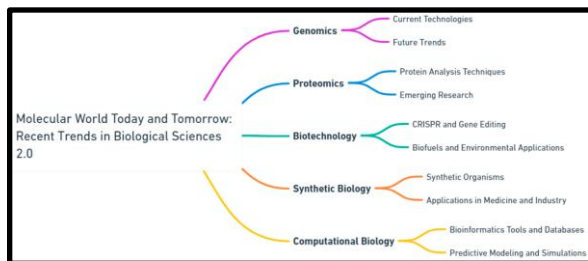 Molecular World Today and Tomorrow:
Recent Trends in Biological Sciences
2.0
Genomics
Current Technologies
Future Trends
Proteomics
Protein Analysis Techniques
Emerging Research
Biotechnology
CRISPR and Gene Editing
Biofuels and Environmental Applications
Synthetic Biology
Synthetic Organisms
Applications in Medicine and Industry
Computational Biology
Bioinformatics Tools and Databases
Predictive Modeling and Simulations